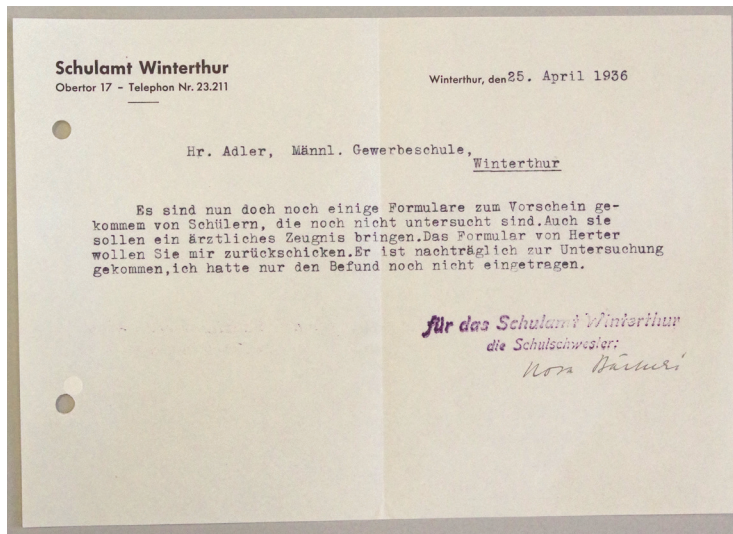 Schulamt Winterthur
Obertor 17 – Telephon Nr. 23.211
Winterthur, den 25. April 1936
Hr. Adler, Männl. Gewerbeschule,
Winterthur
Es sind nun doch noch einige Formulare zum Vorschein ge-
kommem von Schülern, die noch nicht untersucht sind.Auch sie
sollen ein ärztliches Zeugnis bringen.Das Formular von Herter
wollen Sie mir zurückschicken.Er ist nachträglich zur Untersuchung
gekommen,ich hatte nur den Befund noch nicht eingetragen.
für das Schulamt Winterthur
die Schulschwester:
Nora